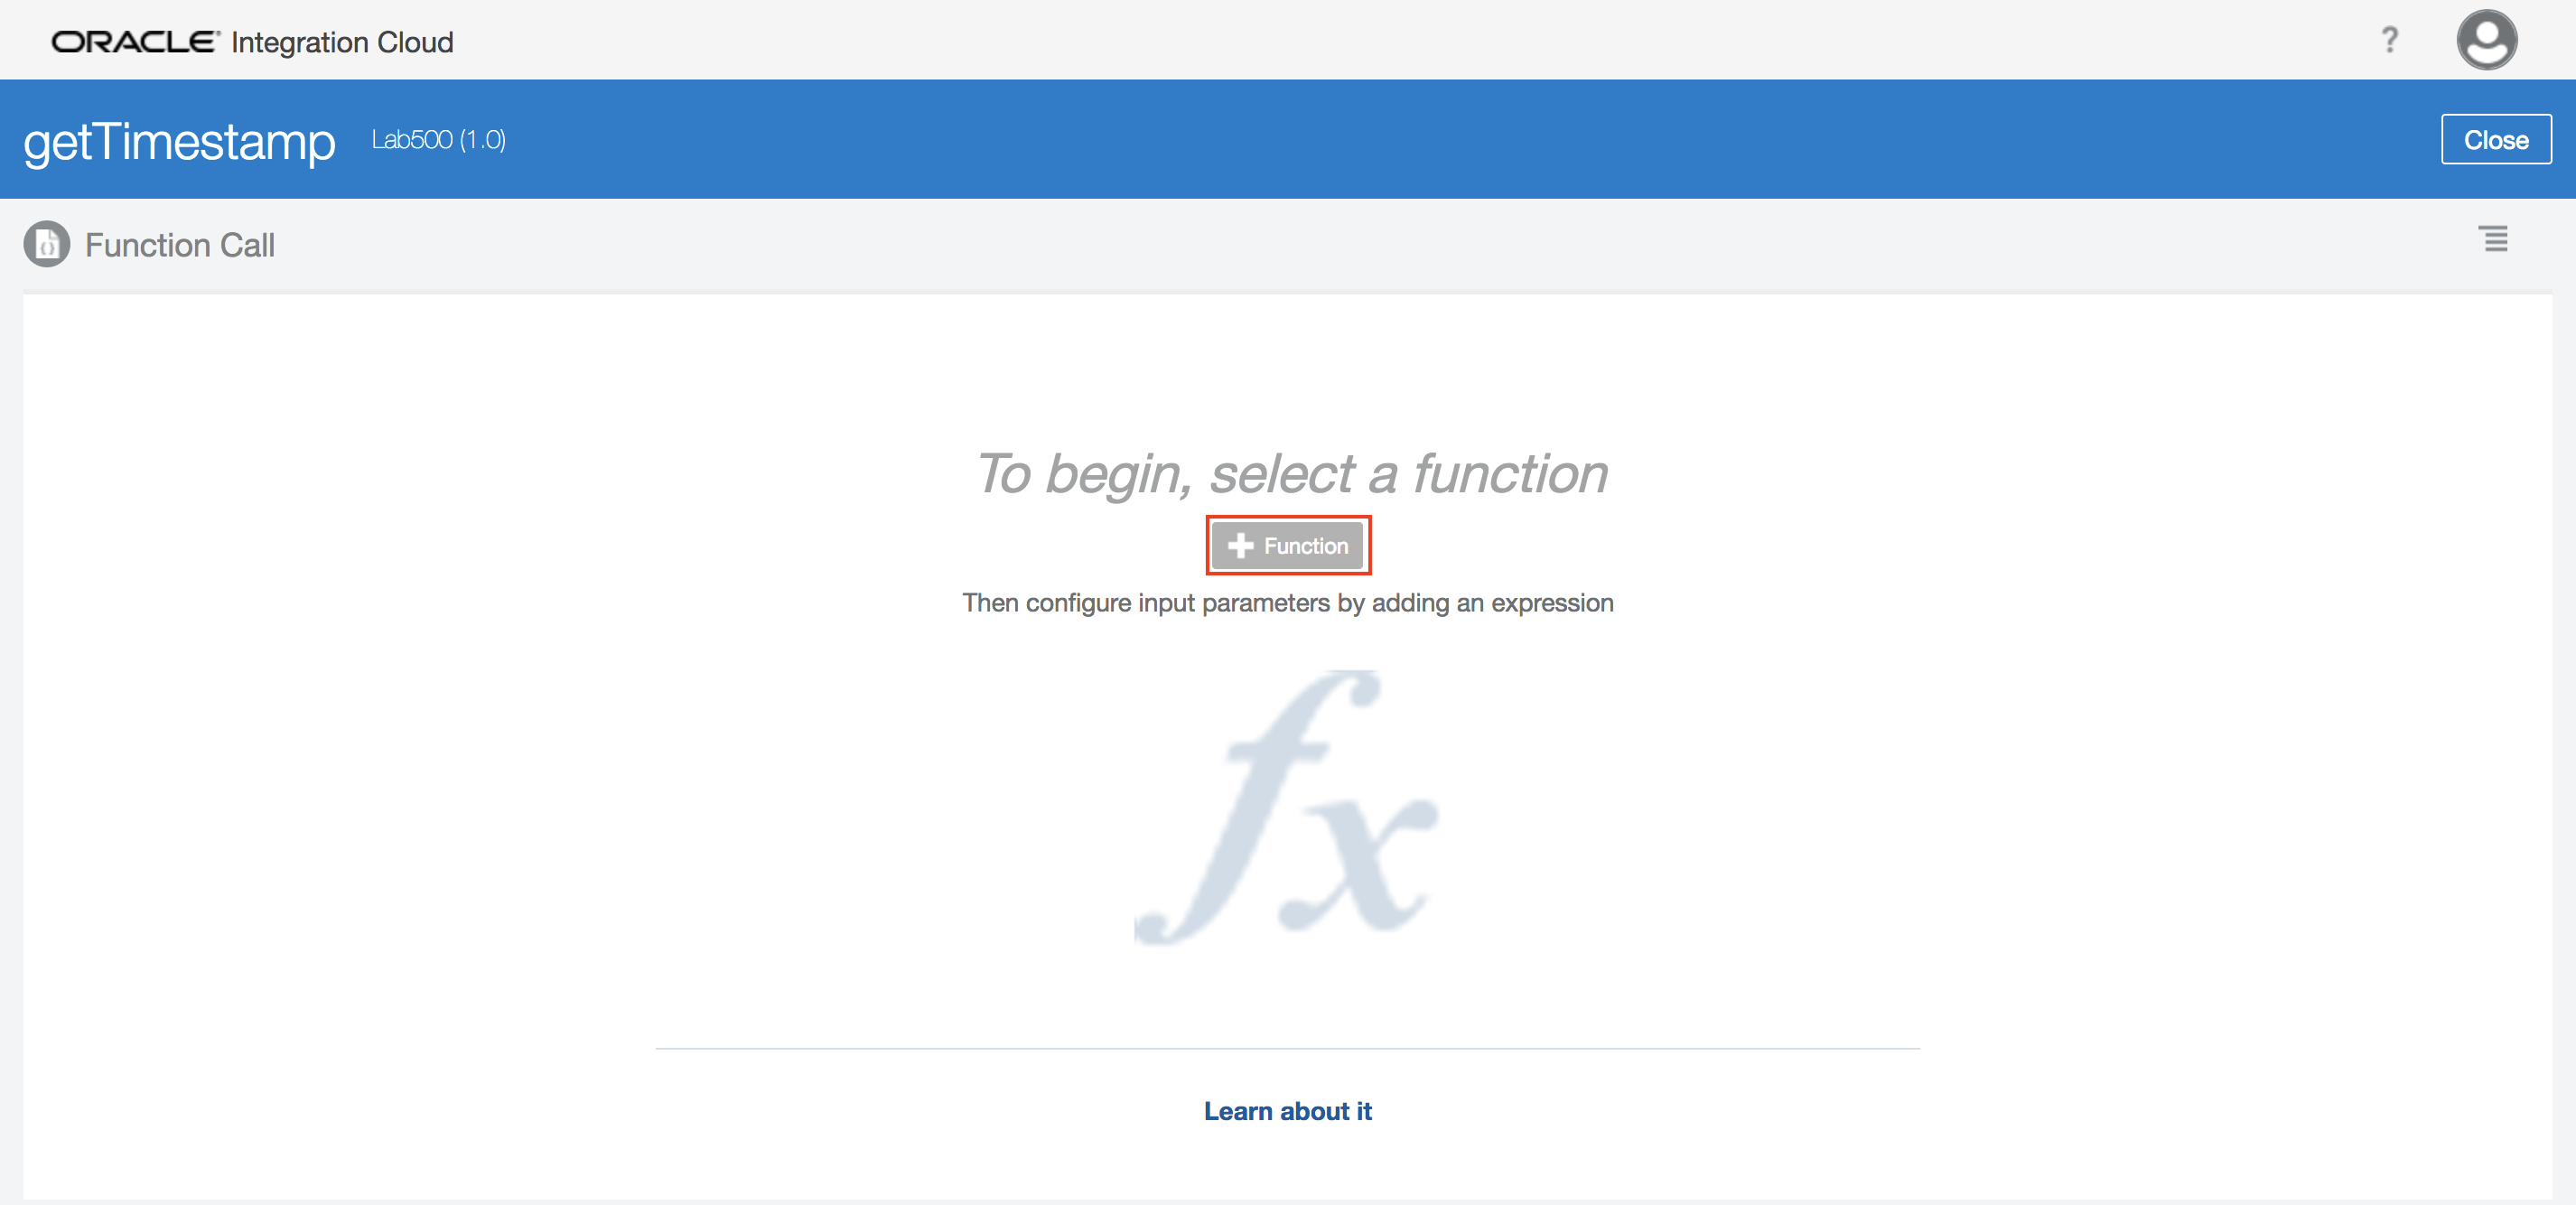 ORACLE® Integration Cloud
?
getTimestamp Lab500 (1.0)
Close
Function Call
To begin, select a function
Function
Then configure input parameters by adding an expression
fx
Learn about it